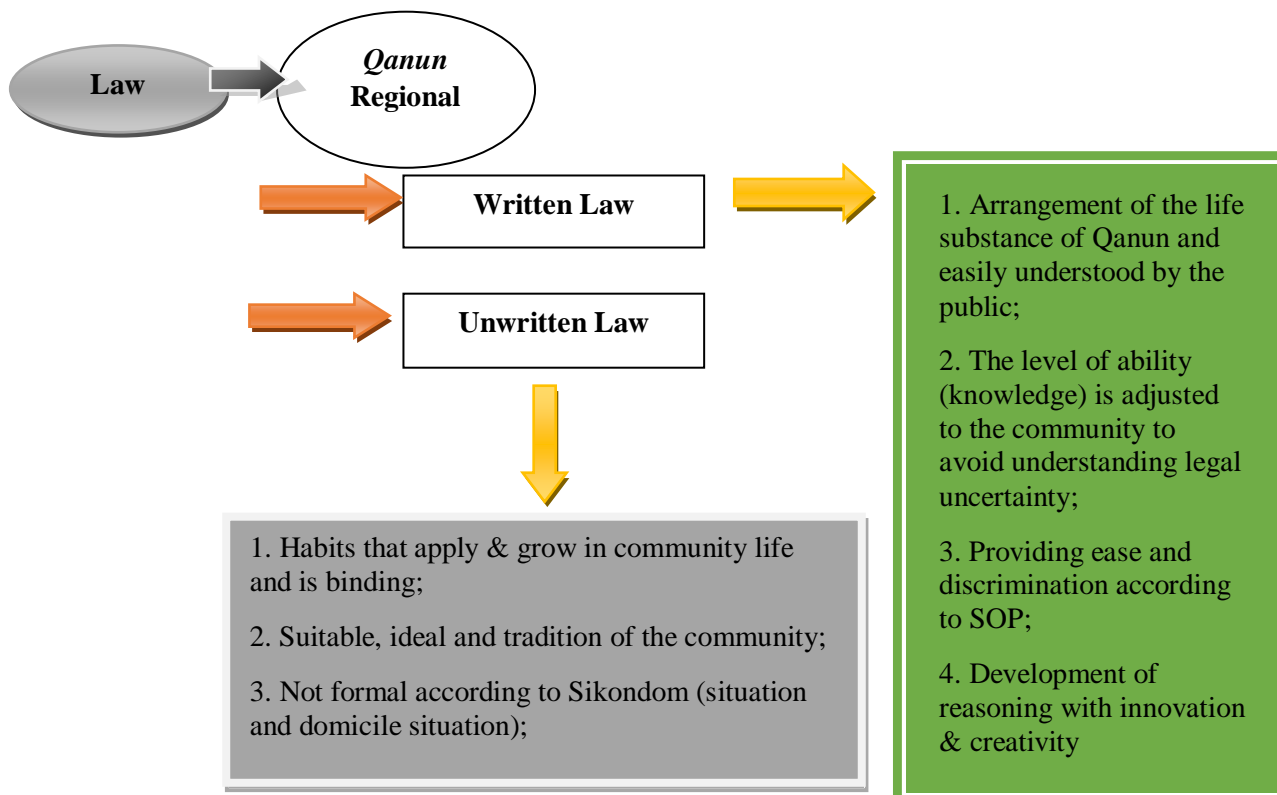 Law
Qanun
Regional
Written Law
Unwritten Law
1. Arrangement of the life
substance of Qanun and
easily understood by the
public;
2. The level of ability
(knowledge) is adjusted
to the community to
avoid understanding legal
uncertainty;
3. Providing ease and
discrimination according
to SOP;
4. Development of
reasoning with innovation
& creativity
1. Habits that apply & grow in community life
and is binding;
2. Suitable, ideal and tradition of the community;
3. Not formal according to Sikondom (situation
and domicile situation);